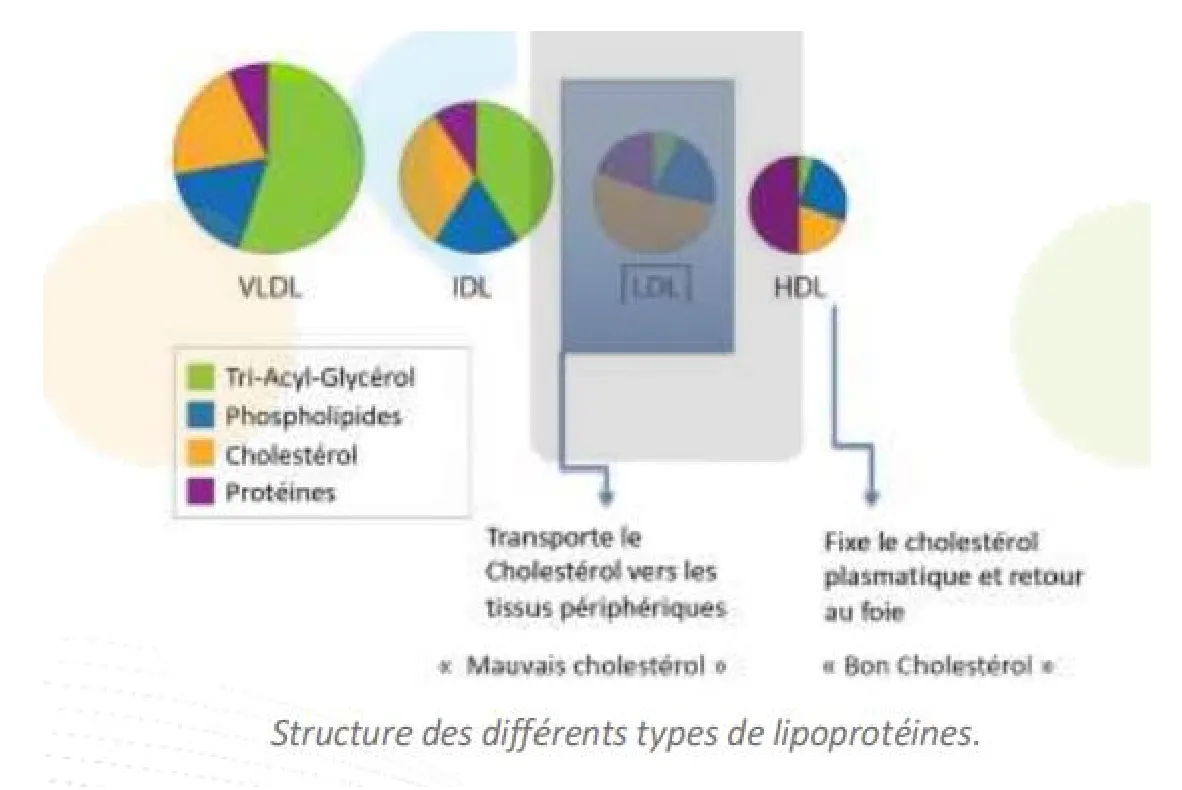 VLDL
IDL
LDL
HDL
Tri-Acyl-Glycérol
Phospholipides
Cholestérol
Protéines
Transporte le
Cholestérol vers les
tissus périphériques
« Mauvais cholestérol »
Fixe le cholestérol
plasmatique et retour
au foie
« Bon Cholestérol »
Structure des différents types de lipoprotéines.